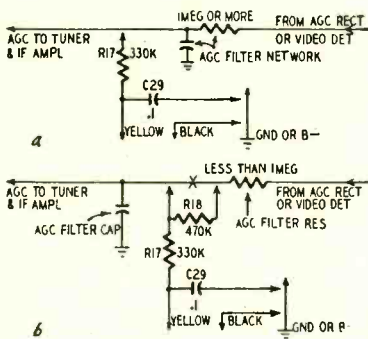 1MEG OR MORE
FROM AGC RECT
OR VIDEO DET
AGC TO TUNER
& IF AMPL
R17
330K
AGC FILTER NETWORK
C29
.1
YELLOW
BLACK
GND OR B-
a
LESS THAN 1MEG
AGC TO TUNER
& IF AMPL
X
FROM AGC RECT
OR VIDEO DET
R18
470K
AGC FILTER CAP
AGC FILTER RES
R17
330K
C29
.1
YELLOW
BLACK
GND OR B-
b